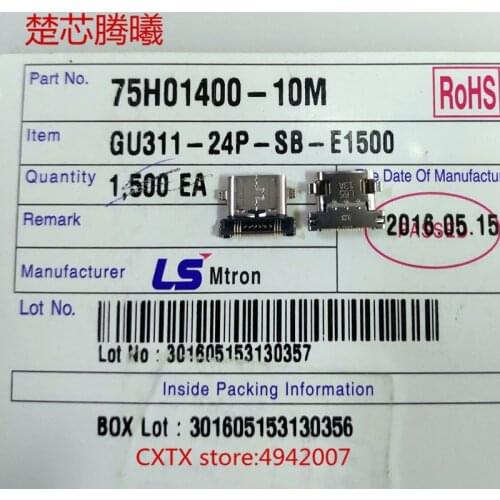 楚芯腾曦
Part No. 75H01400-10M RoHS
Item GU311-24P-SB-E1500
Quantity 1,500 EA e Date Of Manufactur
Remark 2016.05.15
PASSED
Manufacturer LS Mtron
Lot No.
Lot No : 301605153130357
Inside Packing Information
BOX Lot : 301605153130356
CXTX store:4942007